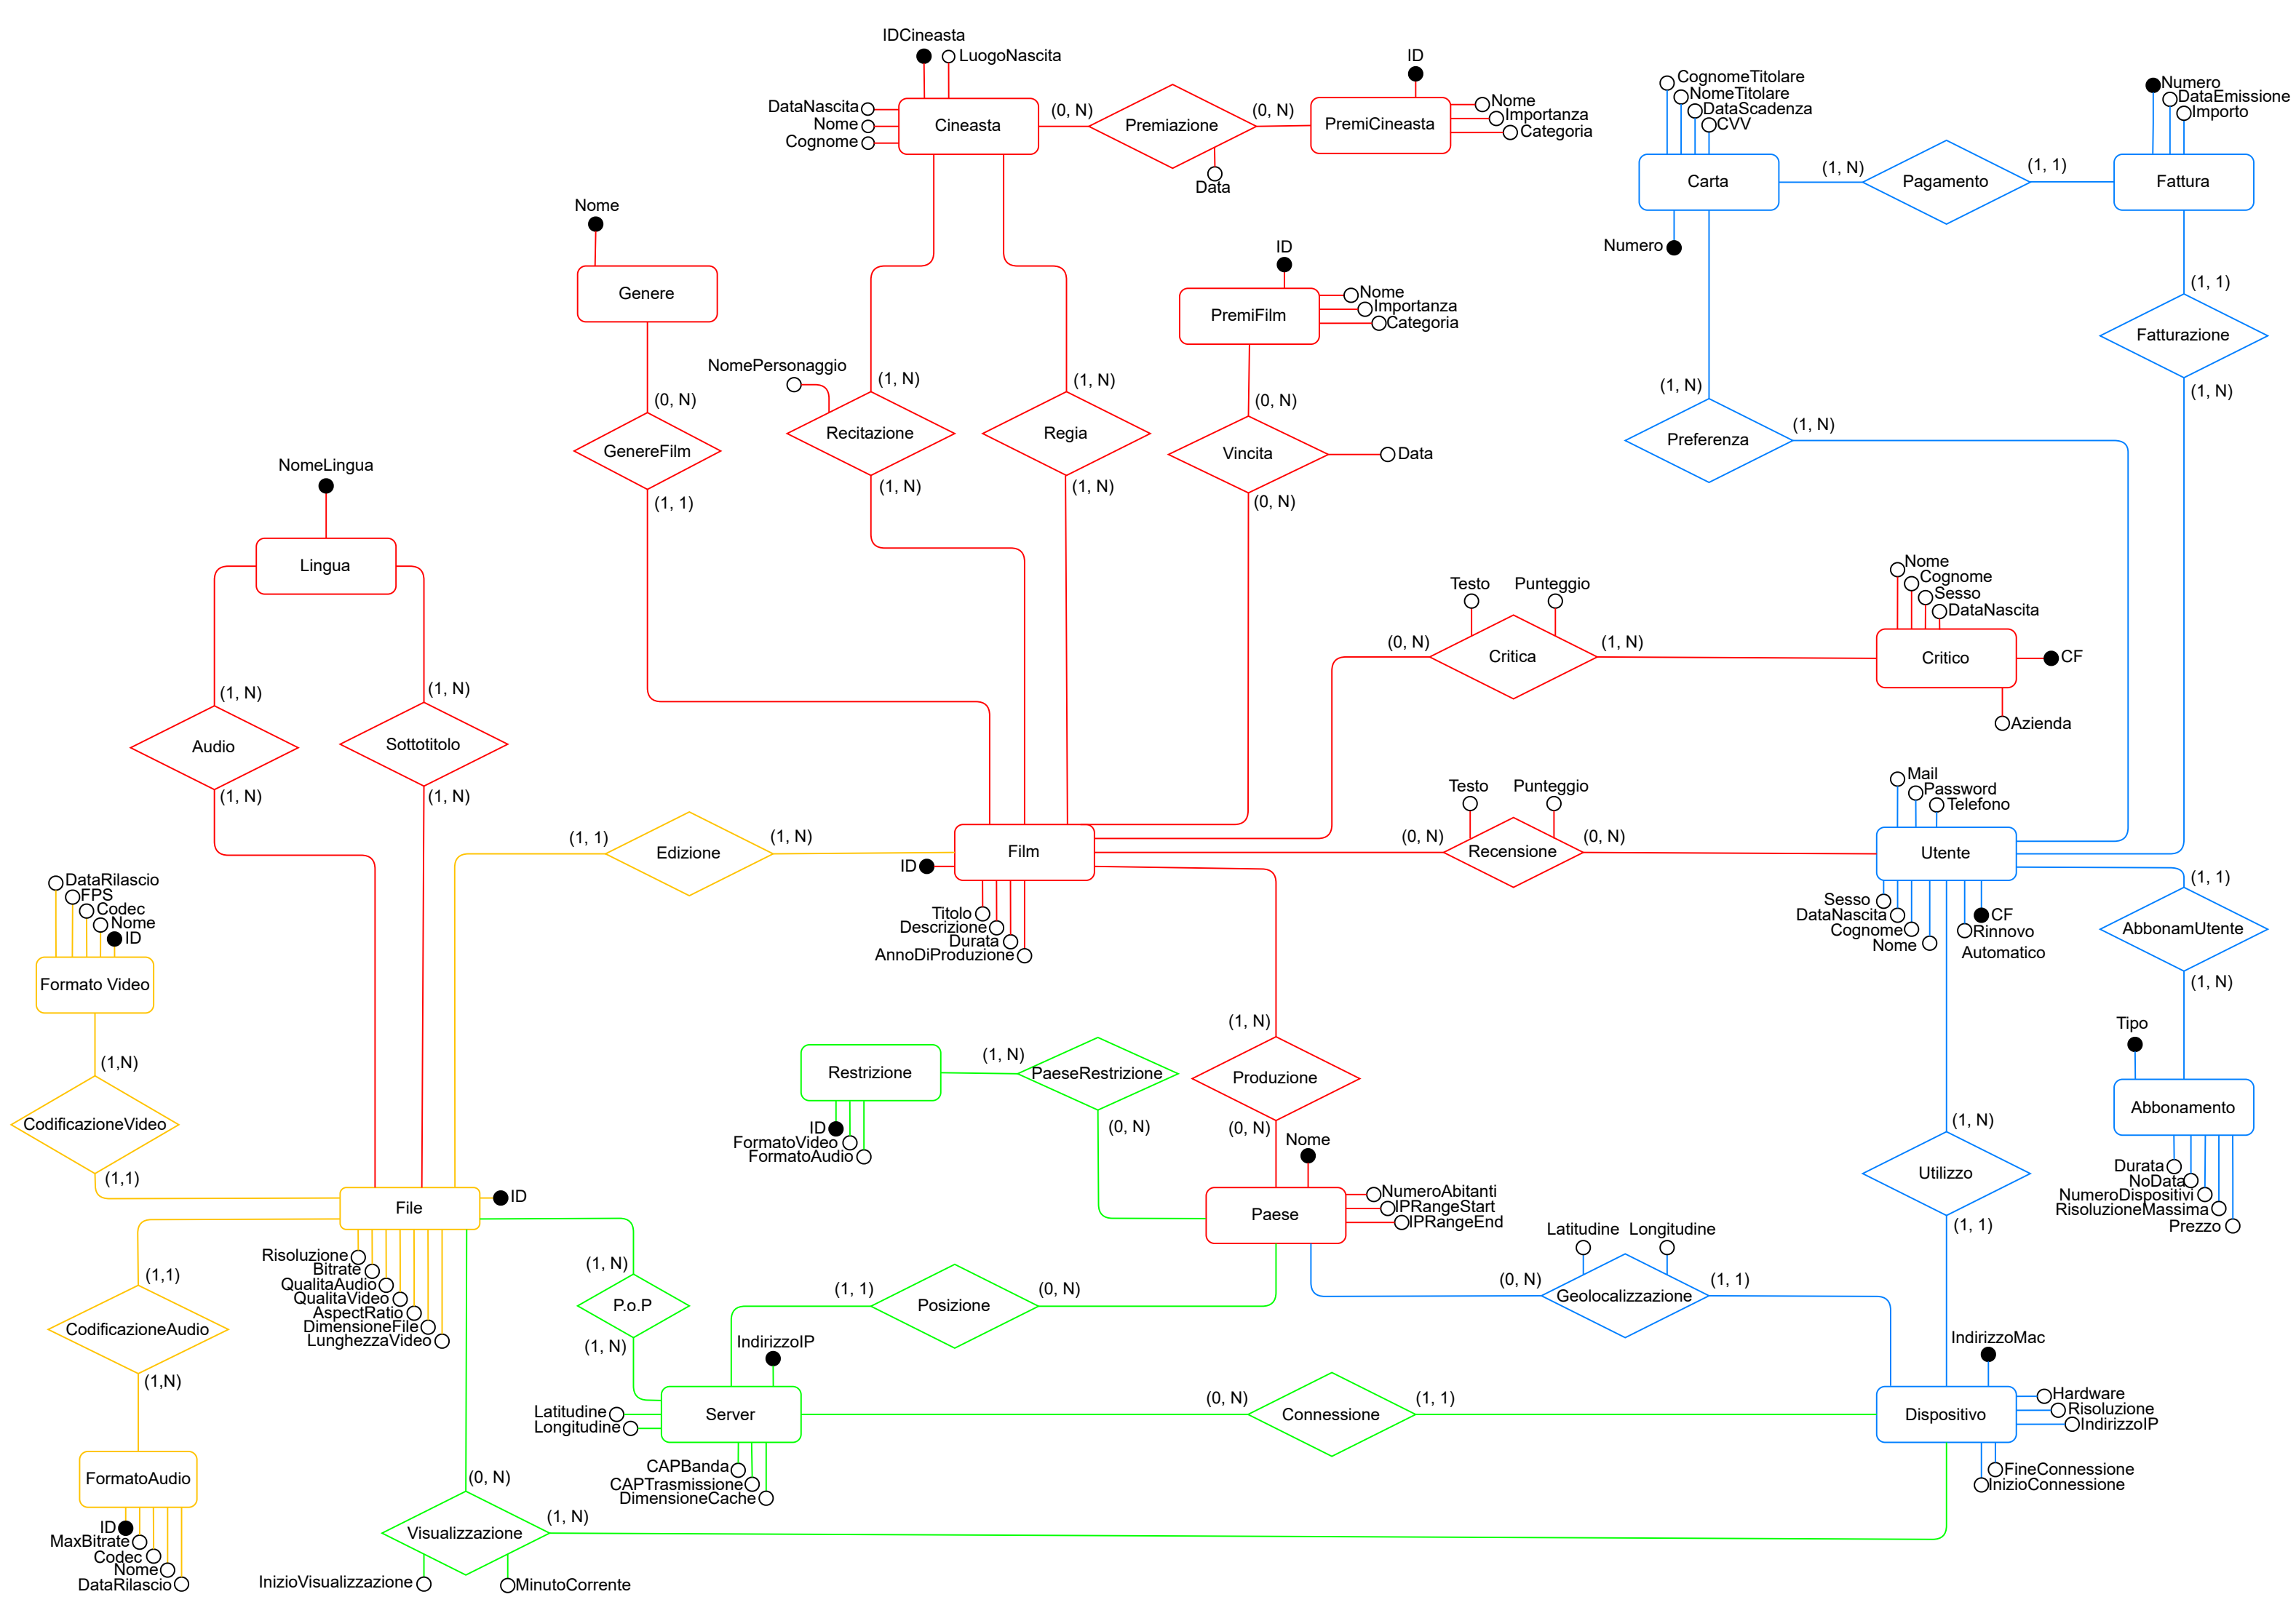 IDCineasta
LuogoNascita
DataNascita
Nome
Cognome
Cineasta
(0, N)
Premiazione
Data
(0, N)
PremiCineasta
ID
Nome
Importanza
Categoria
CognomeTitolare
NomeTitolare
DataScadenza
CVV
Carta
Numero
(1, N)
Pagamento
(1, 1)
Numero
DataEmissione
Importo
Fattura
(1, 1)
Fatturazione
(1, N)
(1, N)
Preferenza
(1, N)
Nome
Genere
(0, N)
GenereFilm
(1, 1)
NomePersonaggio
(1, N)
Recitazione
(1, N)
(1, N)
Regia
(1, N)
ID
PremiFilm
Nome
Importanza
Categoria
(0, N)
Vincita
Data
(0, N)
NomeLingua
Lingua
(1, N)
Audio
(1, N)
(1, N)
Sottotitolo
(1, N)
Testo
Punteggio
(0, N)
Critica
(1, N)
Nome
Cognome
Sesso
DataNascita
Critico
CF
Azienda
(1, 1)
Edizione
(1, N)
Film
ID
Titolo
Descrizione
Durata
AnnoDiProduzione
Testo
Punteggio
(0, N)
Recensione
(0, N)
Mail
Password
Telefono
Utente
Sesso
DataNascita
Cognome
Nome
CF
Rinnovo
Automatico
(1, 1)
AbbonamUtente
(1, N)
Tipo
Abbonamento
Durata
NoData
NumeroDispositivi
RisoluzioneMassima
Prezzo
DataRilascio
FPS
Codec
Nome
ID
Formato Video
(1,N)
CodificazioneVideo
(1,1)
Restrizione
ID
FormatoVideo
FormatoAudio
(1, N)
PaeseRestrizione
(0, N)
(1, N)
Produzione
(0, N)
Nome
Paese
NumeroAbitanti
IPRangeStart
IPRangeEnd
(1, N)
Utilizzo
(1, 1)
File
ID
Risoluzione
Bitrate
QualitaAudio
QualitaVideo
AspectRatio
DimensioneFile
LunghezzaVideo
(1,1)
CodificazioneAudio
(1,N)
FormatoAudio
ID
MaxBitrate
Codec
Nome
DataRilascio
(1, N)
P.o.P
(1, N)
(1, 1)
Posizione
(0, N)
Latitudine
Longitudine
(0, N)
Geolocalizzazione
(1, 1)
IndirizzoIP
Server
Latitudine
Longitudine
CAPBanda
CAPTrasmissione
DimensioneCache
(0, N)
Connessione
(1, 1)
IndirizzoMac
Dispositivo
Hardware
Risoluzione
IndirizzoIP
FineConnessione
InizioConnessione
(0, N)
Visualizzazione
(1, N)
InizioVisualizzazione
MinutoCorrente